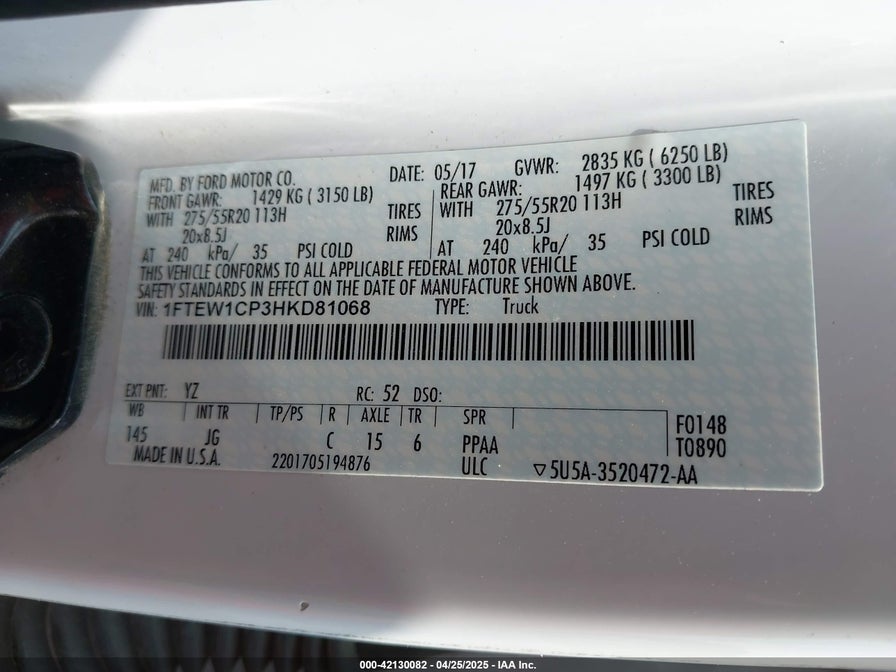 MFD. BY FORD MOTOR CO. DATE: 05/17 GVWR: 2835 KG ( 6250 LB)
FRONT GAWR: 1429 KG ( 3150 LB) REAR GAWR: 1497 KG ( 3300 LB)
WITH 275/55R20 113H TIRES WITH 275/55R20 113H TIRES
20x8.5J RIMS 20x8.5J RIMS
AT 240 kPa/ 35 PSI COLD AT 240 kPa/ 35 PSI COLD
THIS VEHICLE CONFORMS TO ALL APPLICABLE FEDERAL MOTOR VEHICLE
SAFETY STANDARDS IN EFFECT ON THE DATE OF MANUFACTURE SHOWN ABOVE.
VIN: 1FTEW1CP3HKD81068 TYPE: Truck
EXT PNT: YZ RC: 52 DSO:
WB INT TR TP/PS R AXLE TR SPR F0148
145 JG C 15 6 PPAA T0890
MADE IN U.S.A. 2201705194876 ULC ▽5U5A-3520472-AA
000-42130082 - 04/25/2025 - IAA Inc.